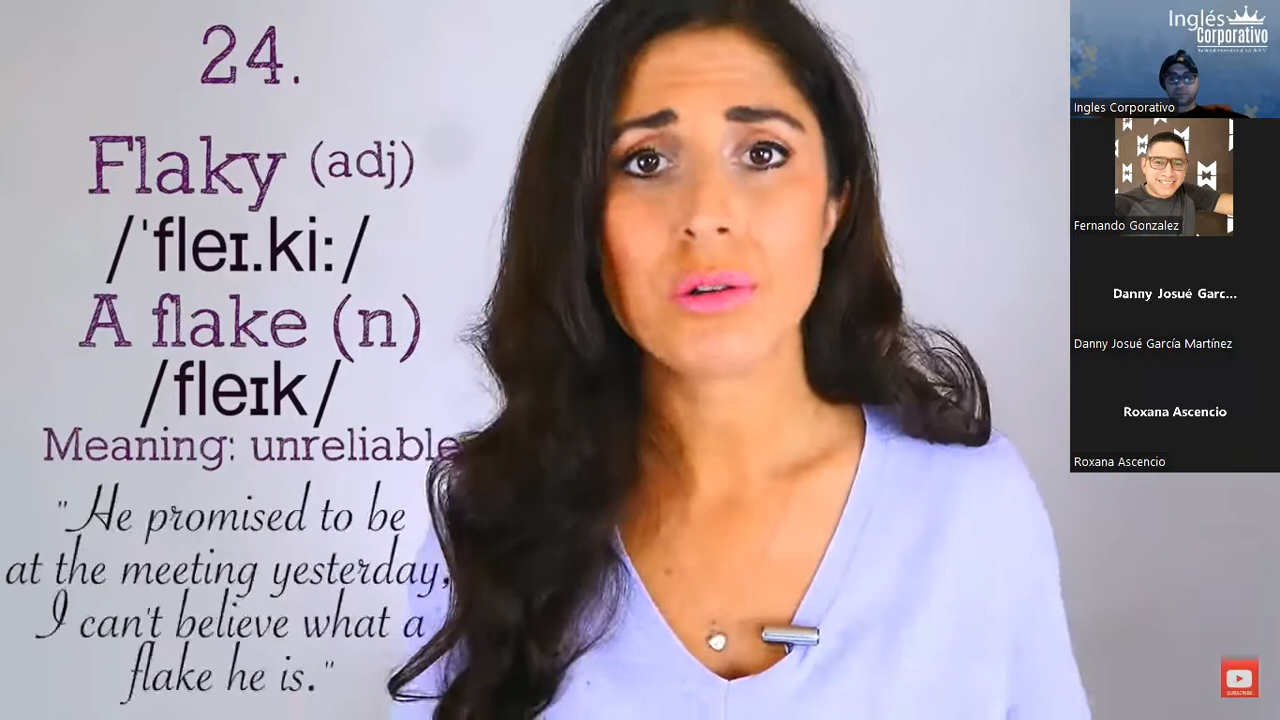 24.
Flaky (adj)
/ˈfleɪ.kiː/
A flake (n)
/fleɪk/
Meaning: unreliable
"He promised to be
at the meeting yesterday,
I can't believe what a
flake he is."
Inglés
Corporativo
Ingles Corporativo
Fernando Gonzalez
Danny Josué Garc...
Danny Josué García Martínez
Roxana Ascencio
Roxana Ascencio
SUBSCRIBE